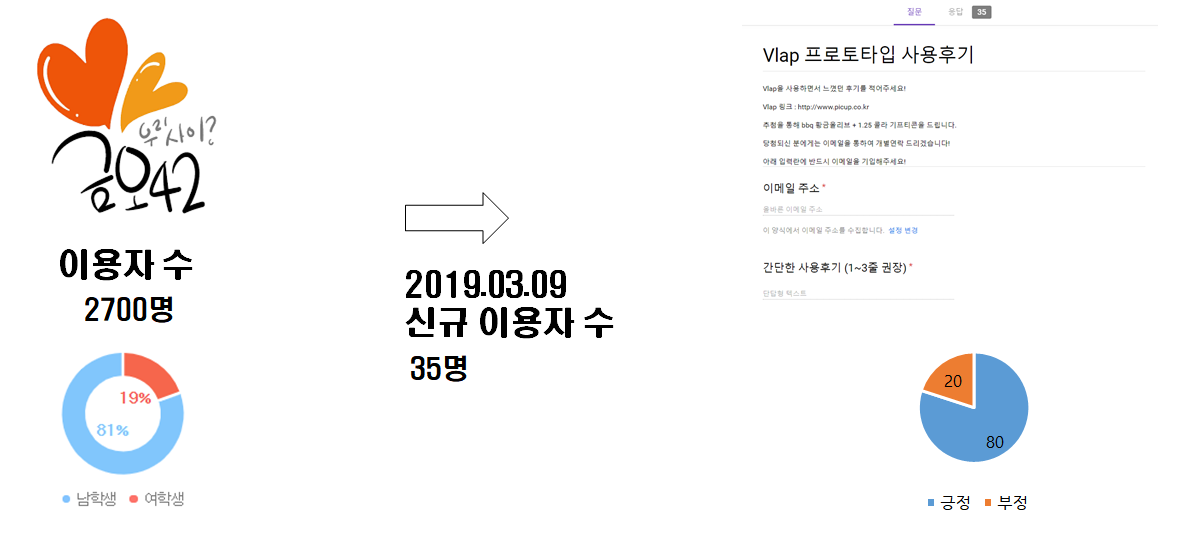 우리 사이?
금오42
이용자 수
2700명
19%
81%
남학생 여학생
2019.03.09
신규 이용자 수
35명
질문 응답 35
Vlap 프로토타입 사용후기
Vlap을 사용하면서 느꼈던 후기를 적어주세요!
Vlap 링크 : http://www.picup.co.kr
추첨을 통해 bbq 황금올리브 + 1.25 콜라 기프티콘을 드립니다.
당첨되신 분에게는 이메일을 통하여 개별연락 드리겠습니다!
아래 입력란에 반드시 이메일을 기입해주세요!
이메일 주소 *
올바른 이메일 주소
이 양식에서 이메일 주소를 수집합니다. 설정 변경
간단한 사용후기 (1~3줄 권장) *
단답형 텍스트
20
80
긍정 부정